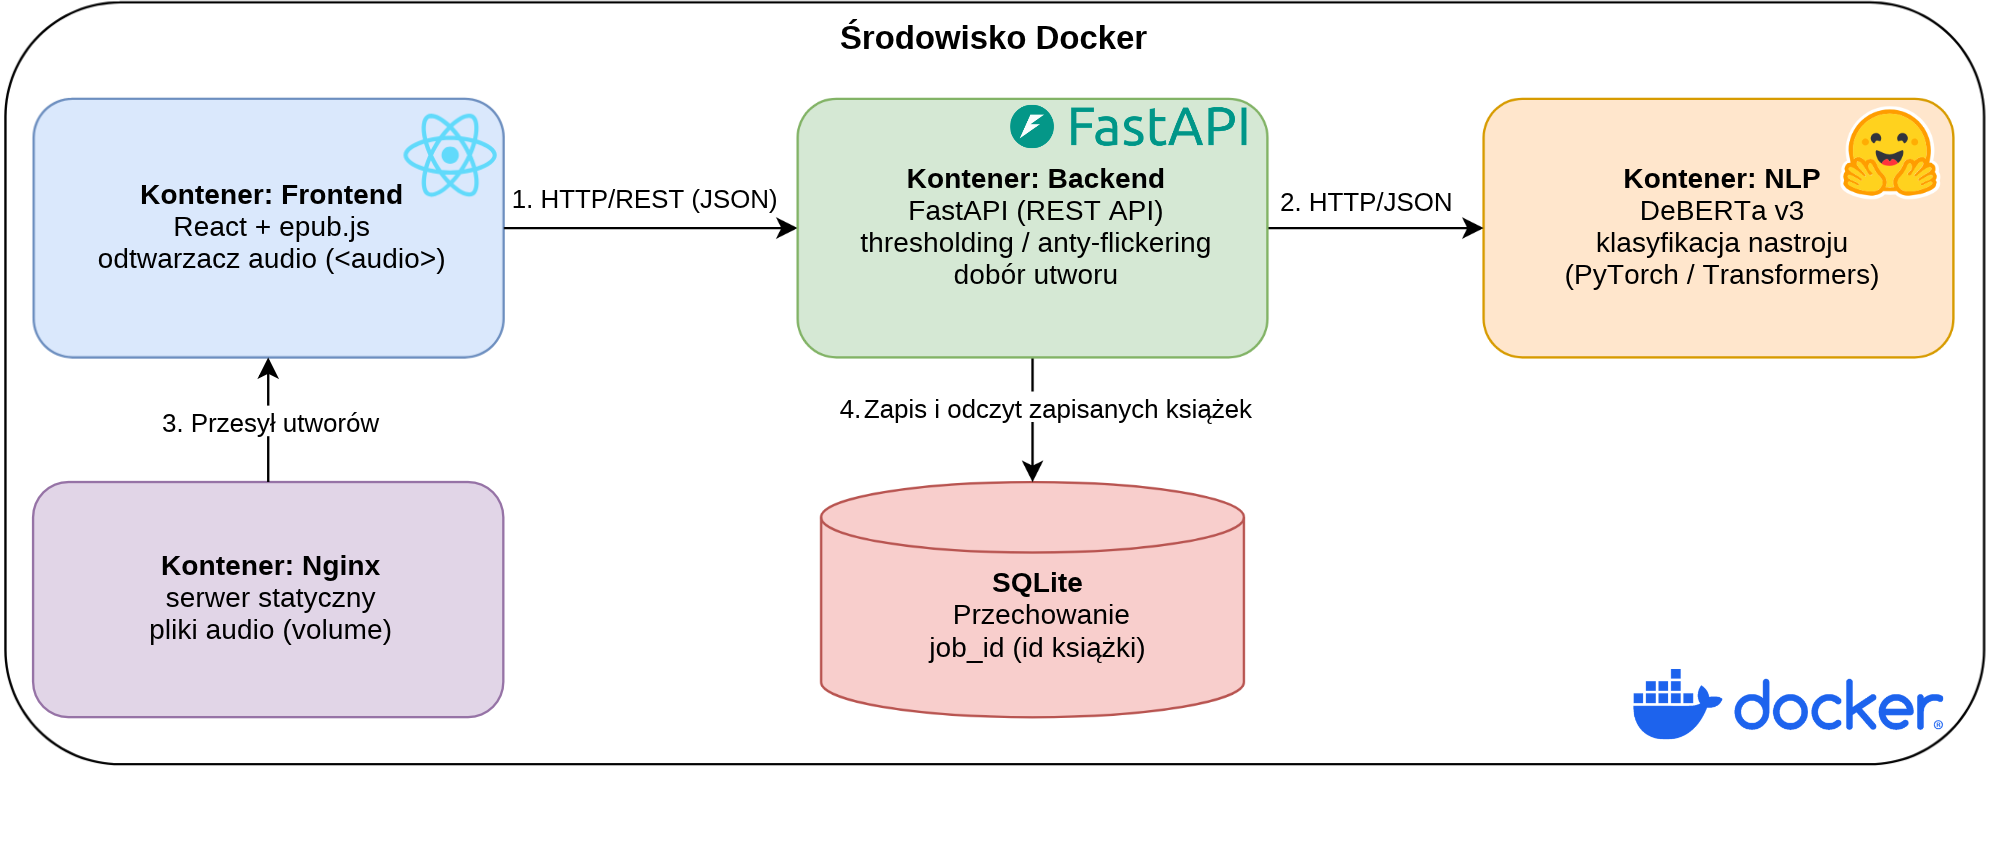 Środowisko Docker
Kontener: Frontend
React + epub.js
odtwarzacz audio (<audio>)
1. HTTP/REST (JSON)
FastAPI
Kontener: Backend
FastAPI (REST API)
thresholding / anty-flickering
dobór utworu
2. HTTP/JSON
Kontener: NLP
DeBERTa v3
klasyfikacja nastroju
(PyTorch / Transformers)
3. Przesył utworów
4. Zapis i odczyt zapisanych książek
Kontener: Nginx
serwer statyczny
pliki audio (volume)
SQLite
Przechowanie
job_id (id książki)
docker®